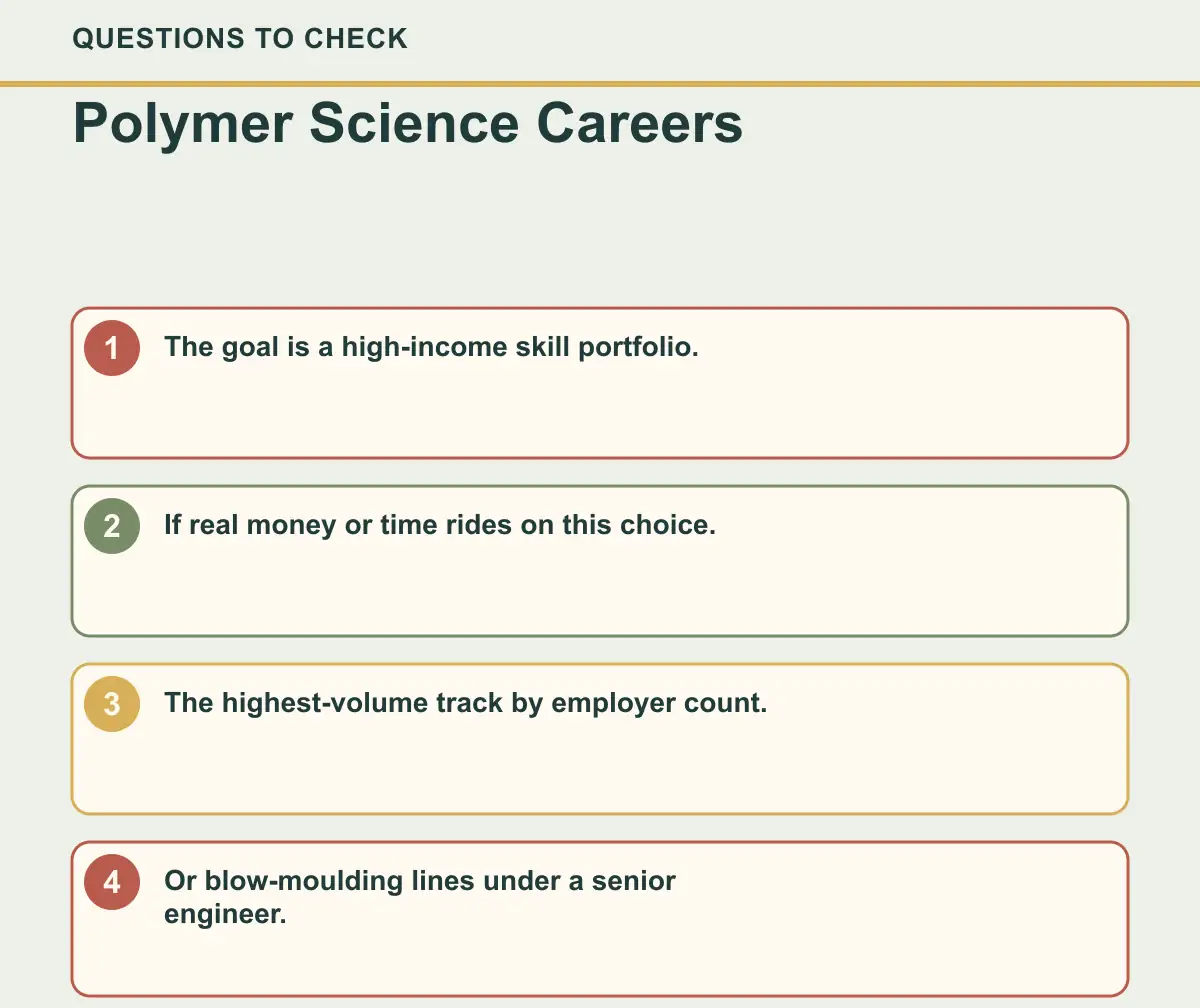 QUESTIONS TO CHECK
Polymer Science Careers
1
The goal is a high-income skill portfolio.
2
If real money or time rides on this choice.
3
The highest-volume track by employer count.
4
Or blow-moulding lines under a senior
engineer.